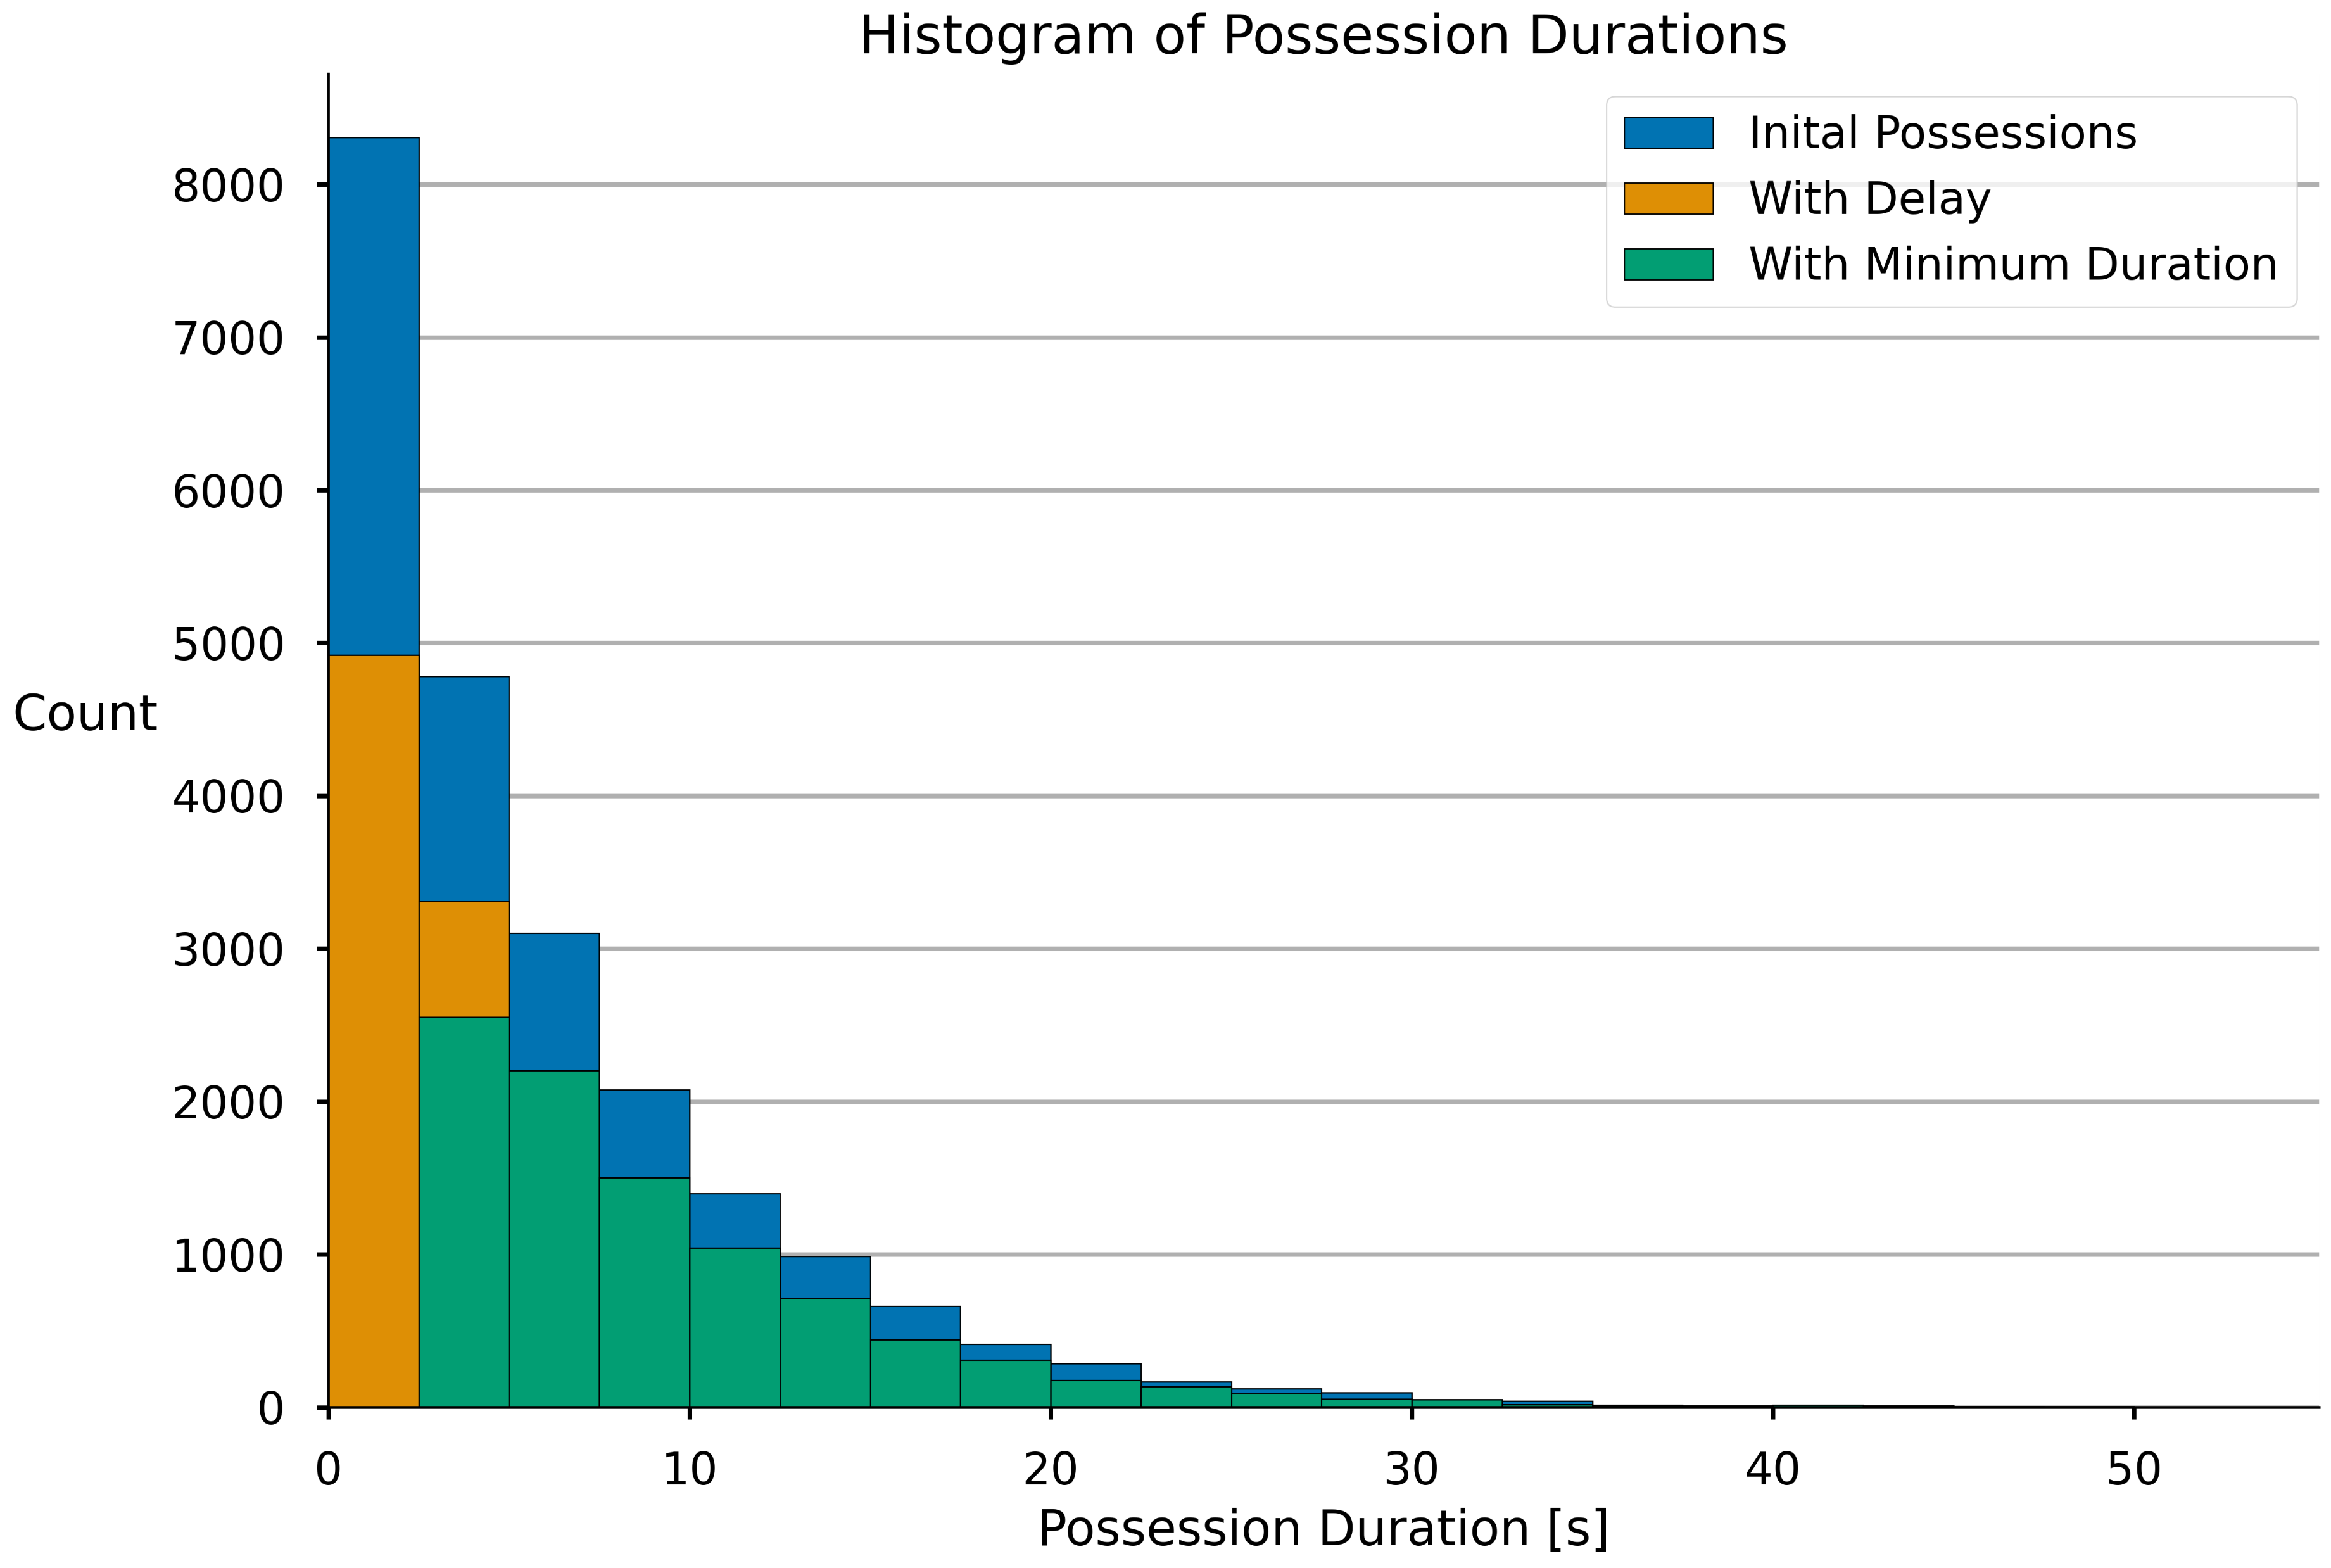 Histogram of Possession Durations
Inital Possessions
With Delay
With Minimum Duration
8000
7000
6000
5000
Count
4000
3000
2000
1000
0
0 10 20 30 40 50
Possession Duration [s]